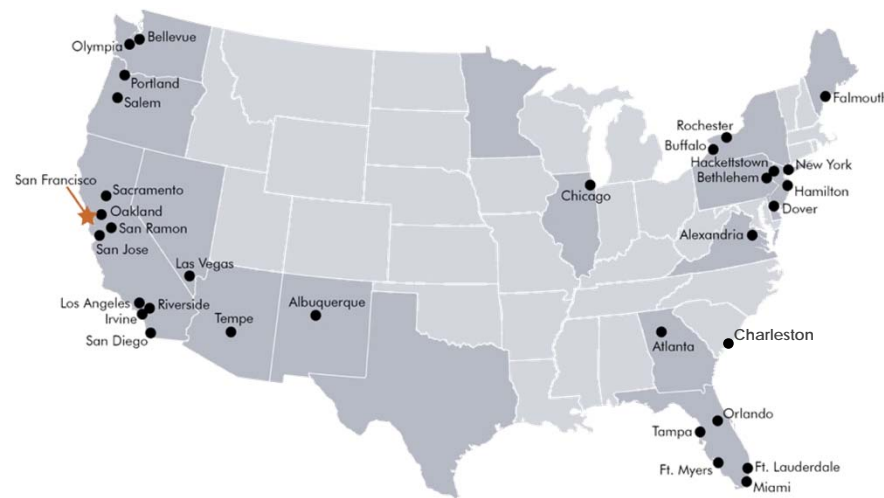 Bellevue
Olympia
Portland
Salem
Falmouth
Rochester
Buffalo
Hackettstown
New York
Bethlehem
San Francisco
Sacramento
Chicago
Hamilton
Oakland
Dover
San Ramon
Alexandria
San Jose
Las Vegas
Los Angeles
Riverside
Albuquerque
Irvine
Tempe
San Diego
Charleston
Atlanta
Orlando
Tampa
Ft. Myers
Ft. Lauderdale
Miami